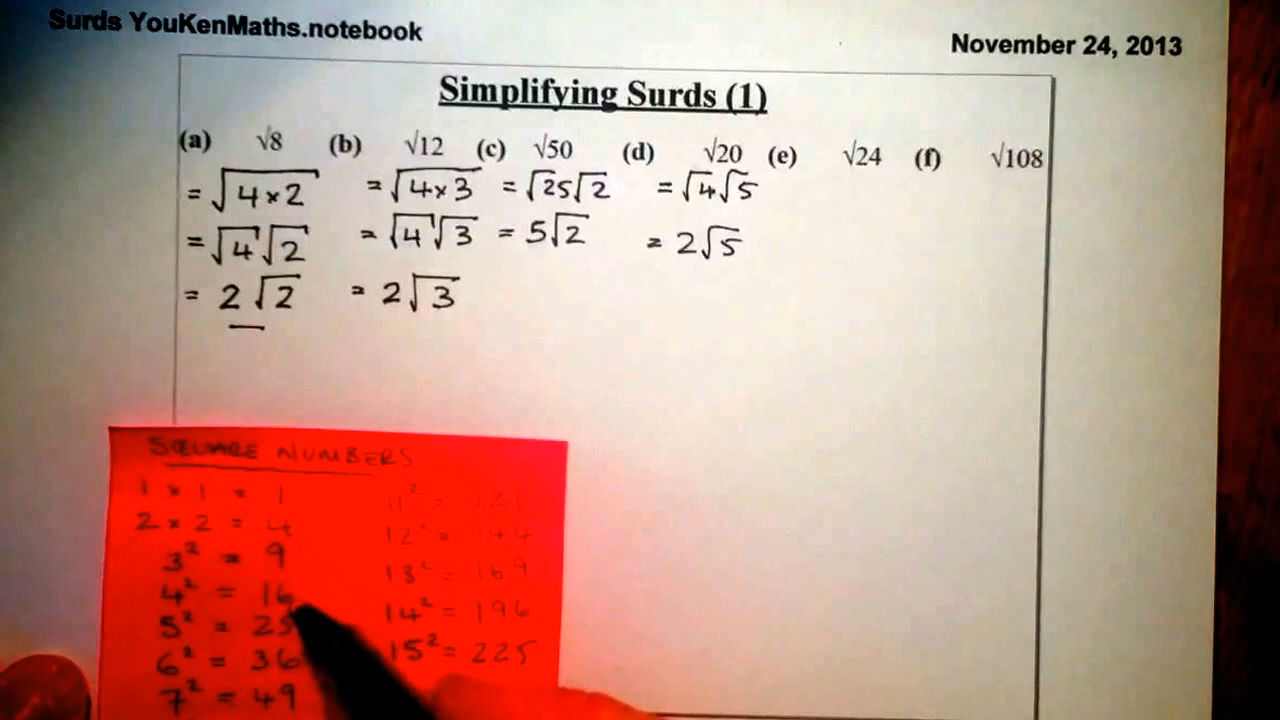 Surds YouKenMaths.notebook
November 24, 2013
Simplifying Surds (1)
(a) √8 (b) √12 (c) √50 (d) √20 (e) √24 (f) √108
= √4×2 = √4×3 = √25√2 = √4√5
= √4√2 = √4√3 = 5√2 = 2√5
= 2√2 = 2√3
SQUARE NUMBERS
1 × 1 = 1 11² = 121
2 × 2 = 4 12² = 144
3² = 9 13² = 169
4² = 16 14² = 196
5² = 25 15² = 225
6² = 36
7² = 49